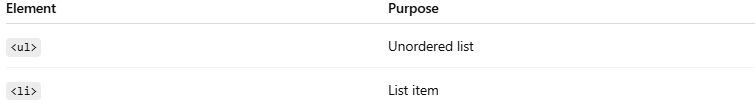 Element Purpose
<ul> Unordered list
<li> List item